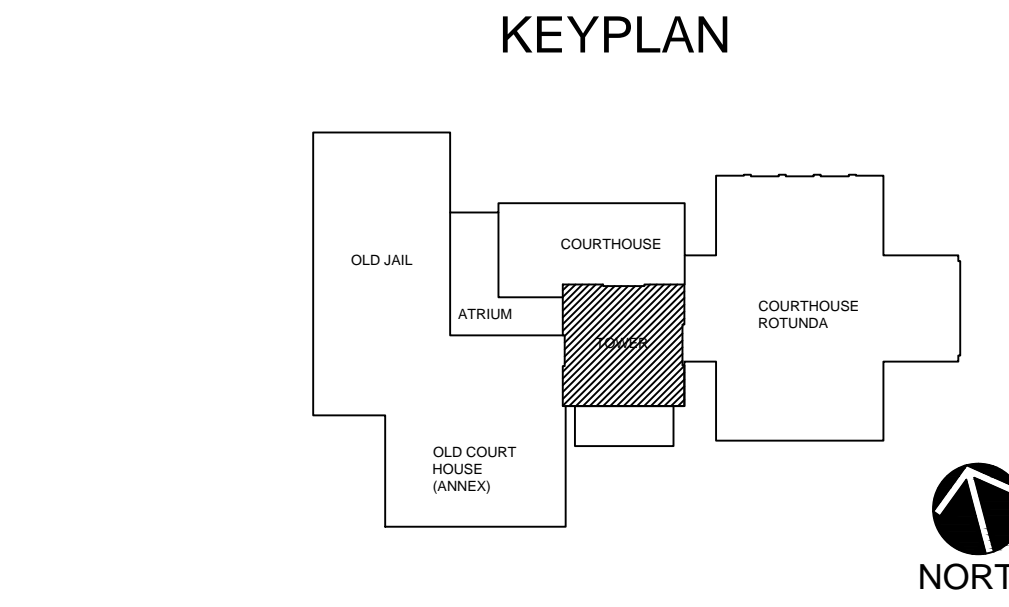 KEYPLAN
COURTHOUSE
OLD JAIL
COURTHOUSE
ROTUNDA
ATRIUM
TOWER
OLD COURT
HOUSE
(ANNEX)
NORT